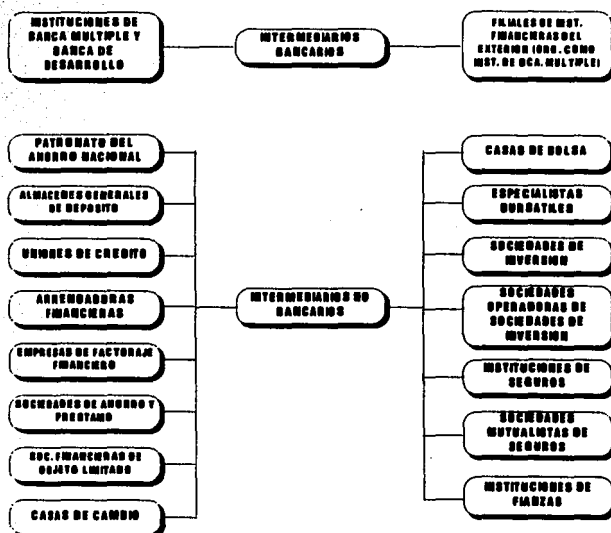 INSTITUCIONES DE
BANCA MULTIPLE Y
BANCA DE
DESARROLLO
INTERMEDIARIOS
BANCARIOS
FILIALES DE INST.
FINANCIERAS DEL
EXTERIOR (ORG. COMO
INST. DE BCA. MULTIPLE)
PATRONATO DEL
AHORRO NACIONAL
ALMACENES GENERALES
DE DEPOSITO
UNIONES DE CREDITO
ARRENDADORAS
FINANCIERAS
EMPRESAS DE FACTORAJE
FINANCIERO
SOCIEDADES DE AHORRO Y
PRESTAMO
SOC. FINANCIERAS DE
OBJETO LIMITADO
CASAS DE CAMBIO
INTERMEDIARIOS NO
BANCARIOS
CASAS DE BOLSA
ESPECIALISTAS
BURSATILES
SOCIEDADES DE
INVERSION
SOCIEDADES
OPERADORAS DE
SOCIEDADES DE
INVERSION
INSTITUCIONES DE
SEGUROS
SOCIEDADES
MUTUALISTAS DE
SEGUROS
INSTITUCIONES DE
FIANZAS